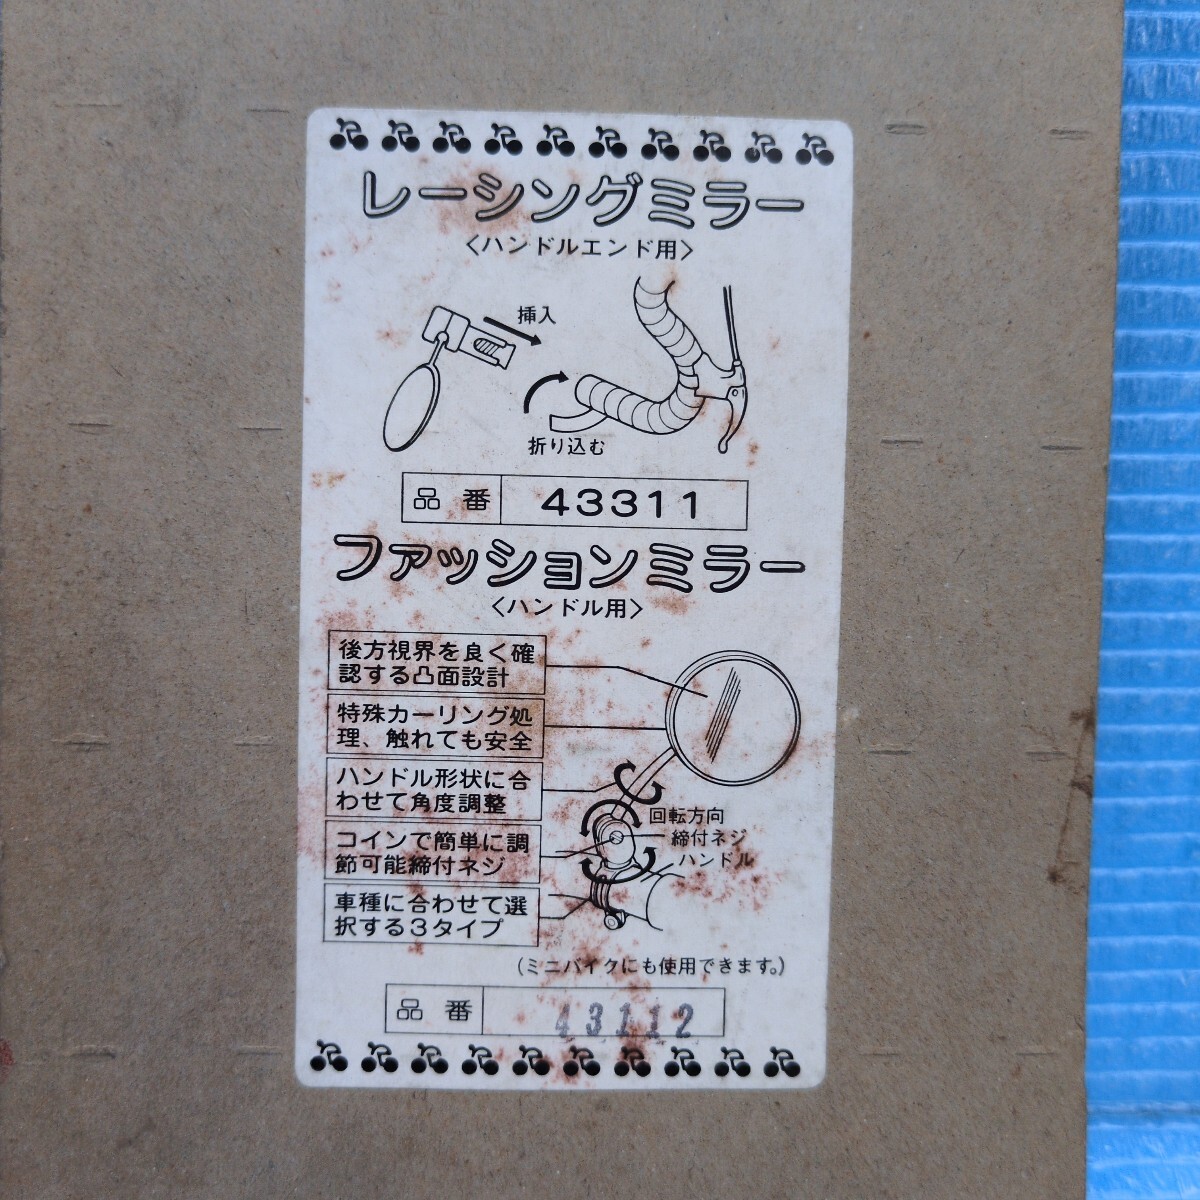 レーシングミラー
〈ハンドルエンド用〉
挿入
折り込む
品番 43311
ファッションミラー
〈ハンドル用〉
後方視界を良く確
認する凸面設計
特殊カーリング処
理、触れても安全
ハンドル形状に合
わせて角度調整
コインで簡単に調
節可能締付ネジ
車種に合わせて選
択する3タイプ
回転方向
締付ネジ
ハンドル
(ミニバイクにも使用できます。)
品番 43112